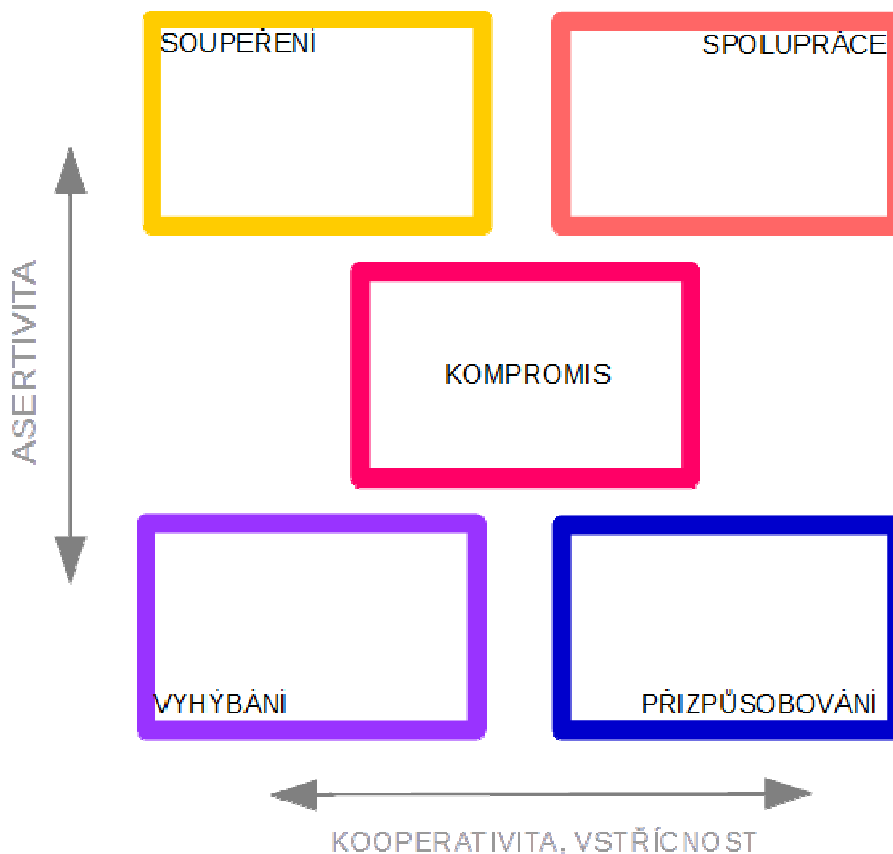 SOUPEŘENÍ
SPOLUPRÁCE
ASERTIVITA
KOMPROMIS
VYHÝBÁNÍ
PŘIZPŮSOBOVÁNÍ
KOOPERATIVITA, VSTŘÍCNOST